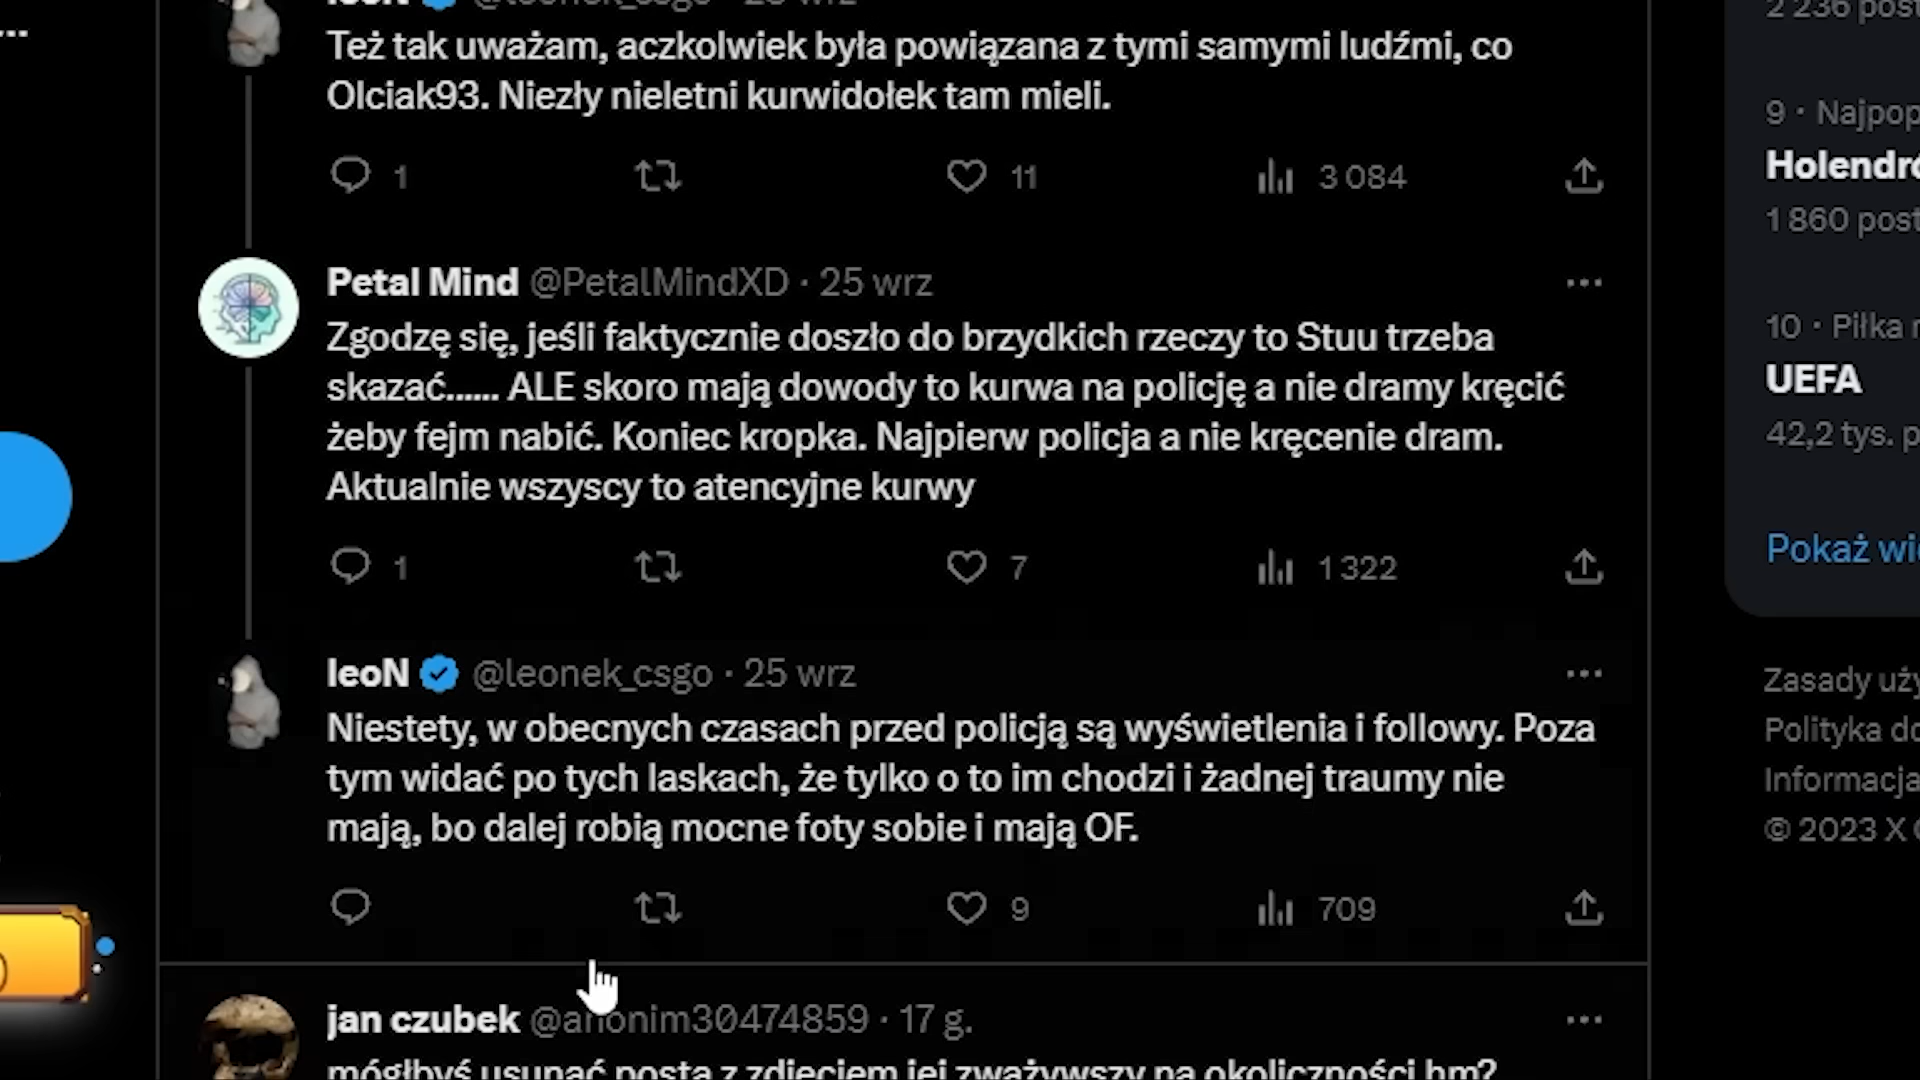 leoN @leonek_csgo · 25 wrz
Też tak uważam, aczkolwiek była powiązana z tymi samymi ludźmi, co
Olciak93. Niezły nieletni kurwidołek tam mieli.
1 11 3 084
Petal Mind @PetalMindXD · 25 wrz
Zgodzę się, jeśli faktycznie doszło do brzydkich rzeczy to Stuu trzeba
skazać...... ALE skoro mają dowody to kurwa na policję a nie dramy kręcić
żeby fejm nabić. Koniec kropka. Najpierw policja a nie kręcenie dram.
Aktualnie wszyscy to atencyjne kurwy
1 7 1 322
leoN @leonek_csgo · 25 wrz
Niestety, w obecnych czasach przed policją są wyświetlenia i followy. Poza
tym widać po tych laskach, że tylko o to im chodzi i żadnej traumy nie
mają, bo dalej robią mocne foty sobie i mają OF.
9 709
jan czubek @anonim30474859 · 17 g.
mógłbyś usunąć posta z zdjęciem jej zważywszy na okoliczności hm?
2 236 post
9 · Najpop
Holendró
1 860 post
10 · Piłka n
UEFA
42,2 tys. p
Pokaż wi
Zasady uży
Polityka do
Informacja
© 2023 X C